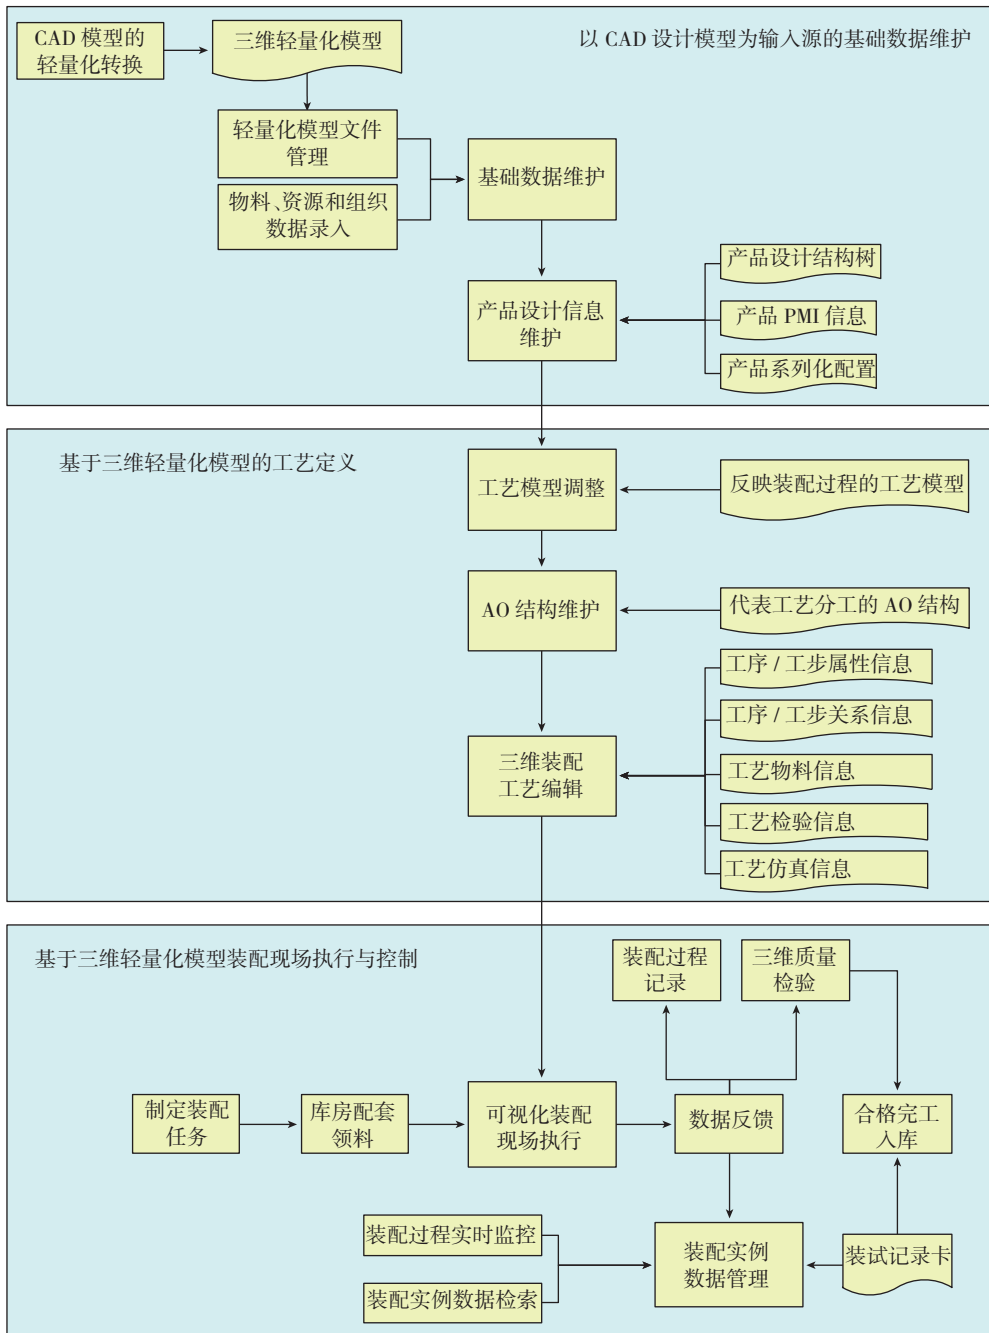 以 CAD 设计模型为输入源的基础数据维护
CAD 模型的
轻量化转换
三维轻量化模型
轻量化模型文件
管理
物料、资源和组织
数据录入
基础数据维护
产品设计信息
维护
产品设计结构树
产品 PMI 信息
产品系列化配置
基于三维轻量化模型的工艺定义
工艺模型调整
反映装配过程的工艺模型
AO 结构维护
代表工艺分工的 AO 结构
三维装配
工艺编辑
工序 / 工步属性信息
工序 / 工步关系信息
工艺物料信息
工艺检验信息
工艺仿真信息
基于三维轻量化模型装配现场执行与控制
装配过程
记录
三维质量
检验
制定装配
任务
库房配套
领料
可视化装配
现场执行
数据反馈
合格完工
入库
装配过程实时监控
装配实例数据检索
装配实例
数据管理
装试记录卡